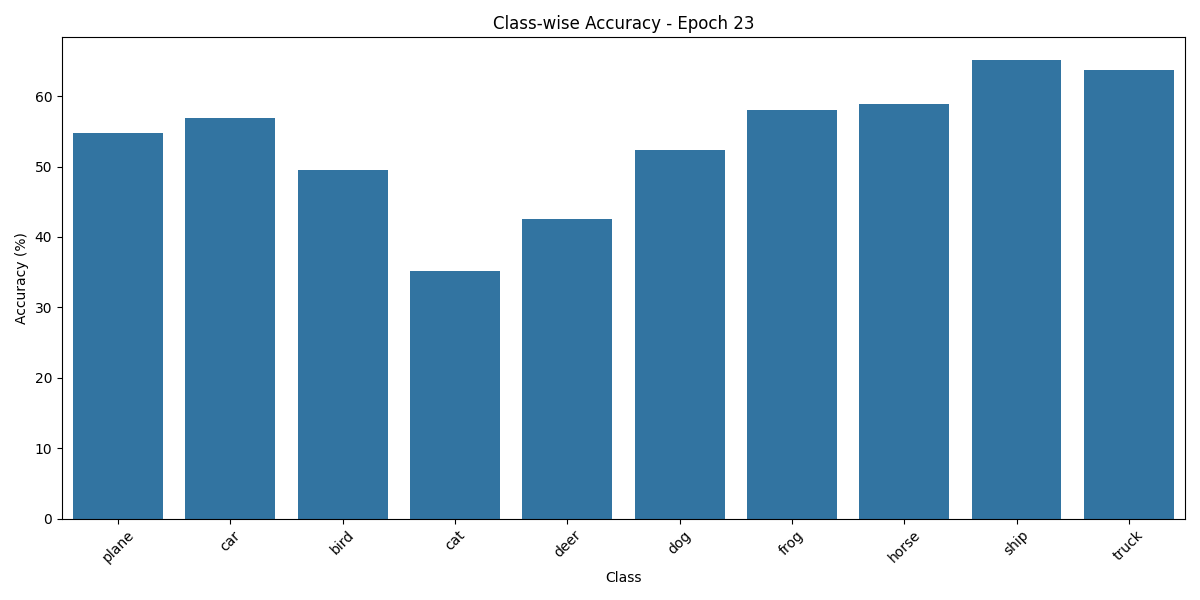 Class-wise Accuracy - Epoch 23
Accuracy (%)
60
50
40
30
20
10
0
plane
car
bird
cat
deer
dog
frog
horse
ship
truck
Class